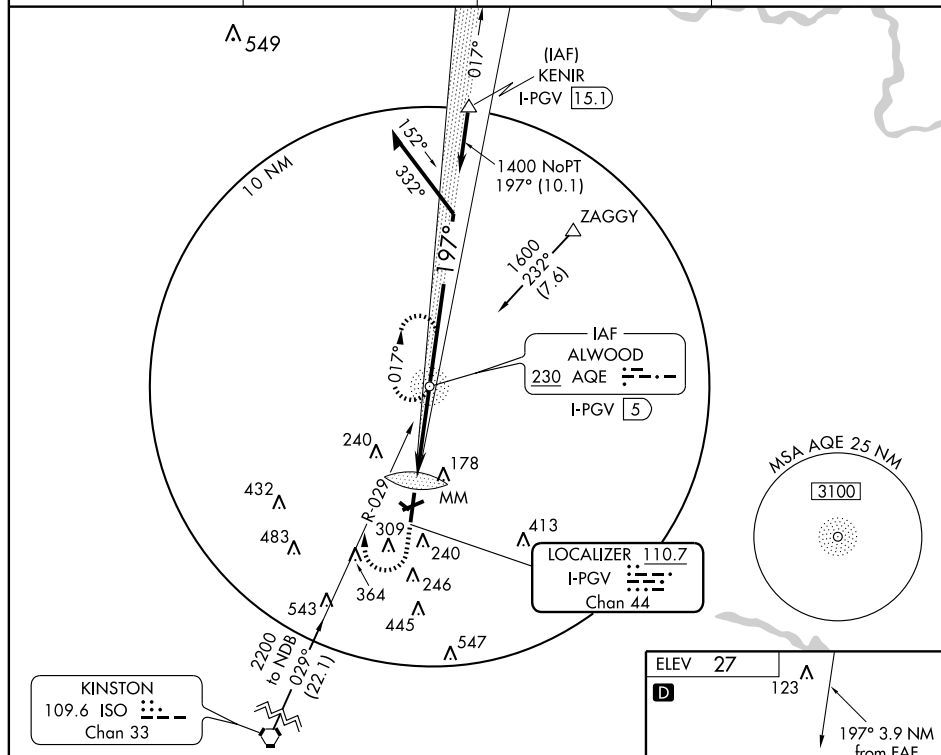 549
017°
(IAF)
KENIR
I-PGV 15.1
10 NM
152°
332°
1400 NoPT
197° (10.1)
197°
ZAGGY
1600
232°
(7.6)
017°
IAF
ALWOOD
230 AQE
I-PGV 5
240
178
MM
R-029
432
483
309
240
413
MSA AQE 25 NM
3100
LOCALIZER 110.7
I-PGV
Chan 44
364
246
543
445
547
2200
to NDB
029°
(22.1)
KINSTON
109.6 ISO
Chan 33
ELEV 27
D
123
197° 3.9 NM
from FAF